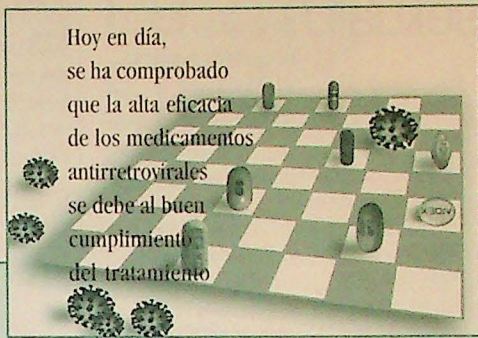 Hoy en día,
se ha comprobado
que la alta eficacia
de los medicamentos
antirretrovirales
se debe al buen
cumplimiento
del tratamiento